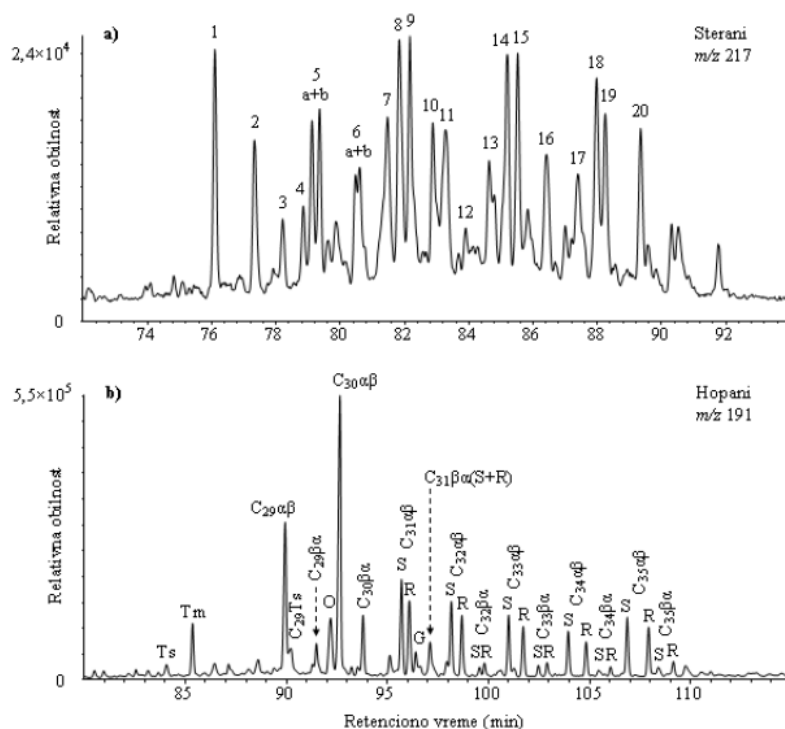 a)
Sterani
m/z 217
2,4×10⁴
Relativna obilnost
0
1
2
3
4
5
a+b
6
a+b
7
8
9
10
11
12
13
14
15
16
17
18
19
20
74 76 78 80 82 84 86 88 90 92
b)
Hopani
m/z 191
5,5×10⁵
Relativna obilnost
0
Ts
Tm
C₂₉αβ
C₂₉Ts
C₂₉βα
O
C₃₀αβ
C₃₀βα
S C₃₁αβ
R
G
C₃₁βα(S+R)
S C₃₂αβ
R
SR C₃₂βα
S C₃₃αβ
R
SR C₃₃βα
S C₃₄αβ
R
SR C₃₄βα
S C₃₅αβ
R
S C₃₅βα
R
85 90 95 100 105 110
Retenciono vreme (min)